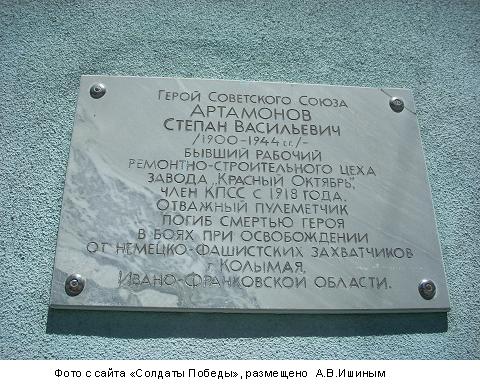 Герой Советского Союза
Артамонов
Степан Васильевич
/1900-1944 гг./-
бывший рабочий
ремонтно-строительного цеха
завода „Красный Октябрь",
член КПСС с 1918 года.
Отважный пулеметчик
погиб смертью героя
в боях при освобождении
от немецко-фашистских захватчиков
г Колымая,
Ивано-Франковской области.
Фото с сайта «Солдаты Победы», размещено А.В.Ишиным